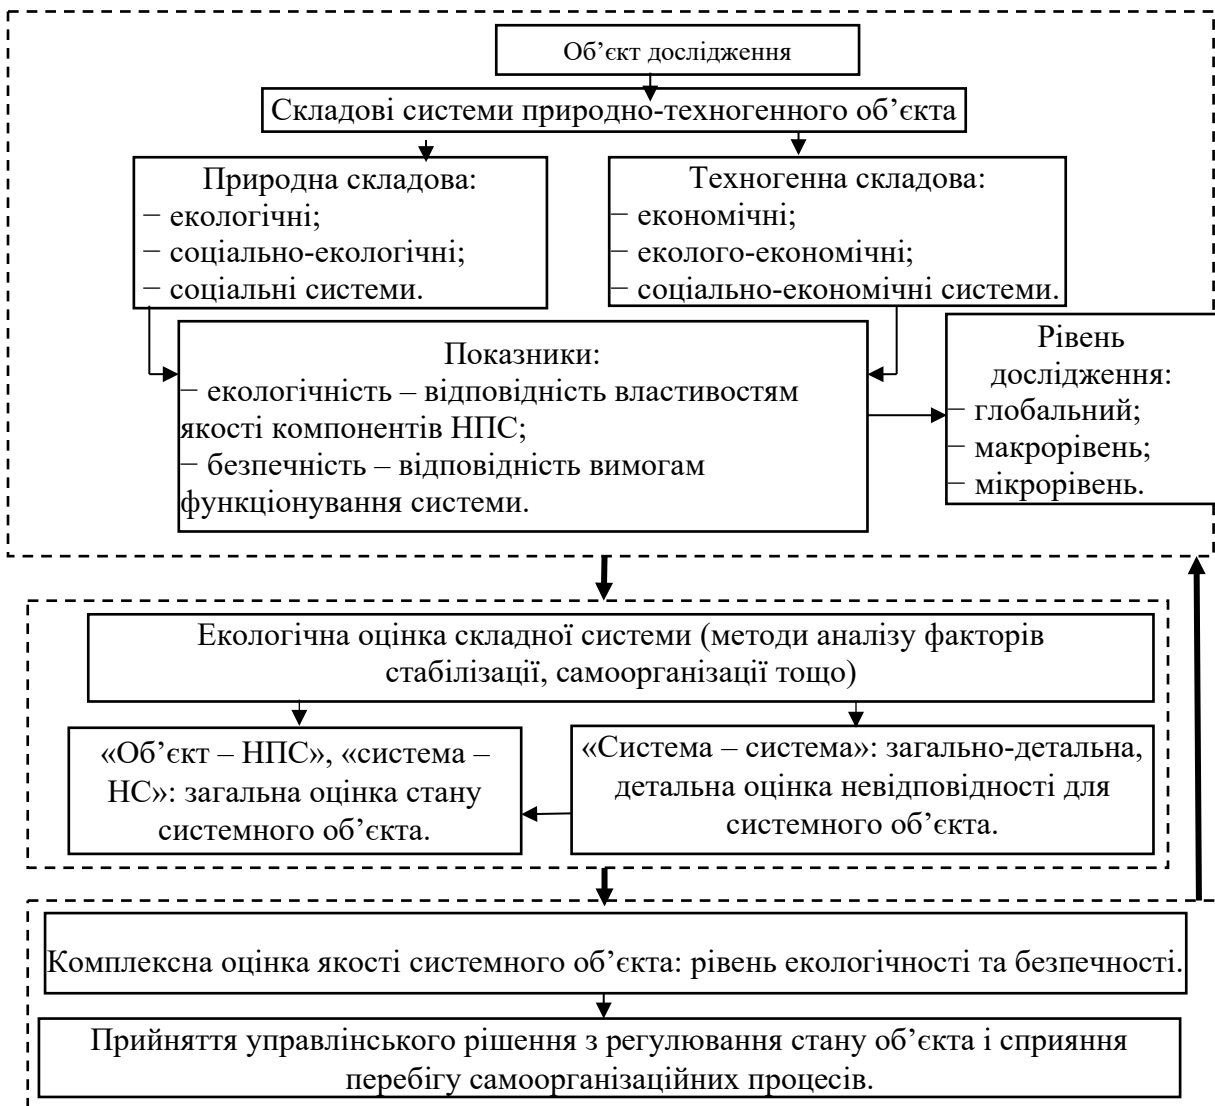 Об’єкт дослідження
Складові системи природно-техногенного об’єкта
Природна складова:
− екологічні;
− соціально-екологічні;
− соціальні системи.
Техногенна складова:
− економічні;
− еколого-економічні;
− соціально-економічні системи.
Показники:
− екологічність – відповідність властивостям
якості компонентів НПС;
− безпечність – відповідність вимогам
функціонування системи.
Рівень
дослідження:
− глобальний;
− макрорівень;
− мікрорівень.
Екологічна оцінка складної системи (методи аналізу факторів
стабілізації, самоорганізації тощо)
«Об’єкт – НПС», «система –
НС»: загальна оцінка стану
системного об’єкта.
«Система – система»: загально-детальна,
детальна оцінка невідповідності для
системного об’єкта.
Комплексна оцінка якості системного об’єкта: рівень екологічності та безпечності.
Прийняття управлінського рішення з регулювання стану об’єкта і сприяння
перебігу самоорганізаційних процесів.